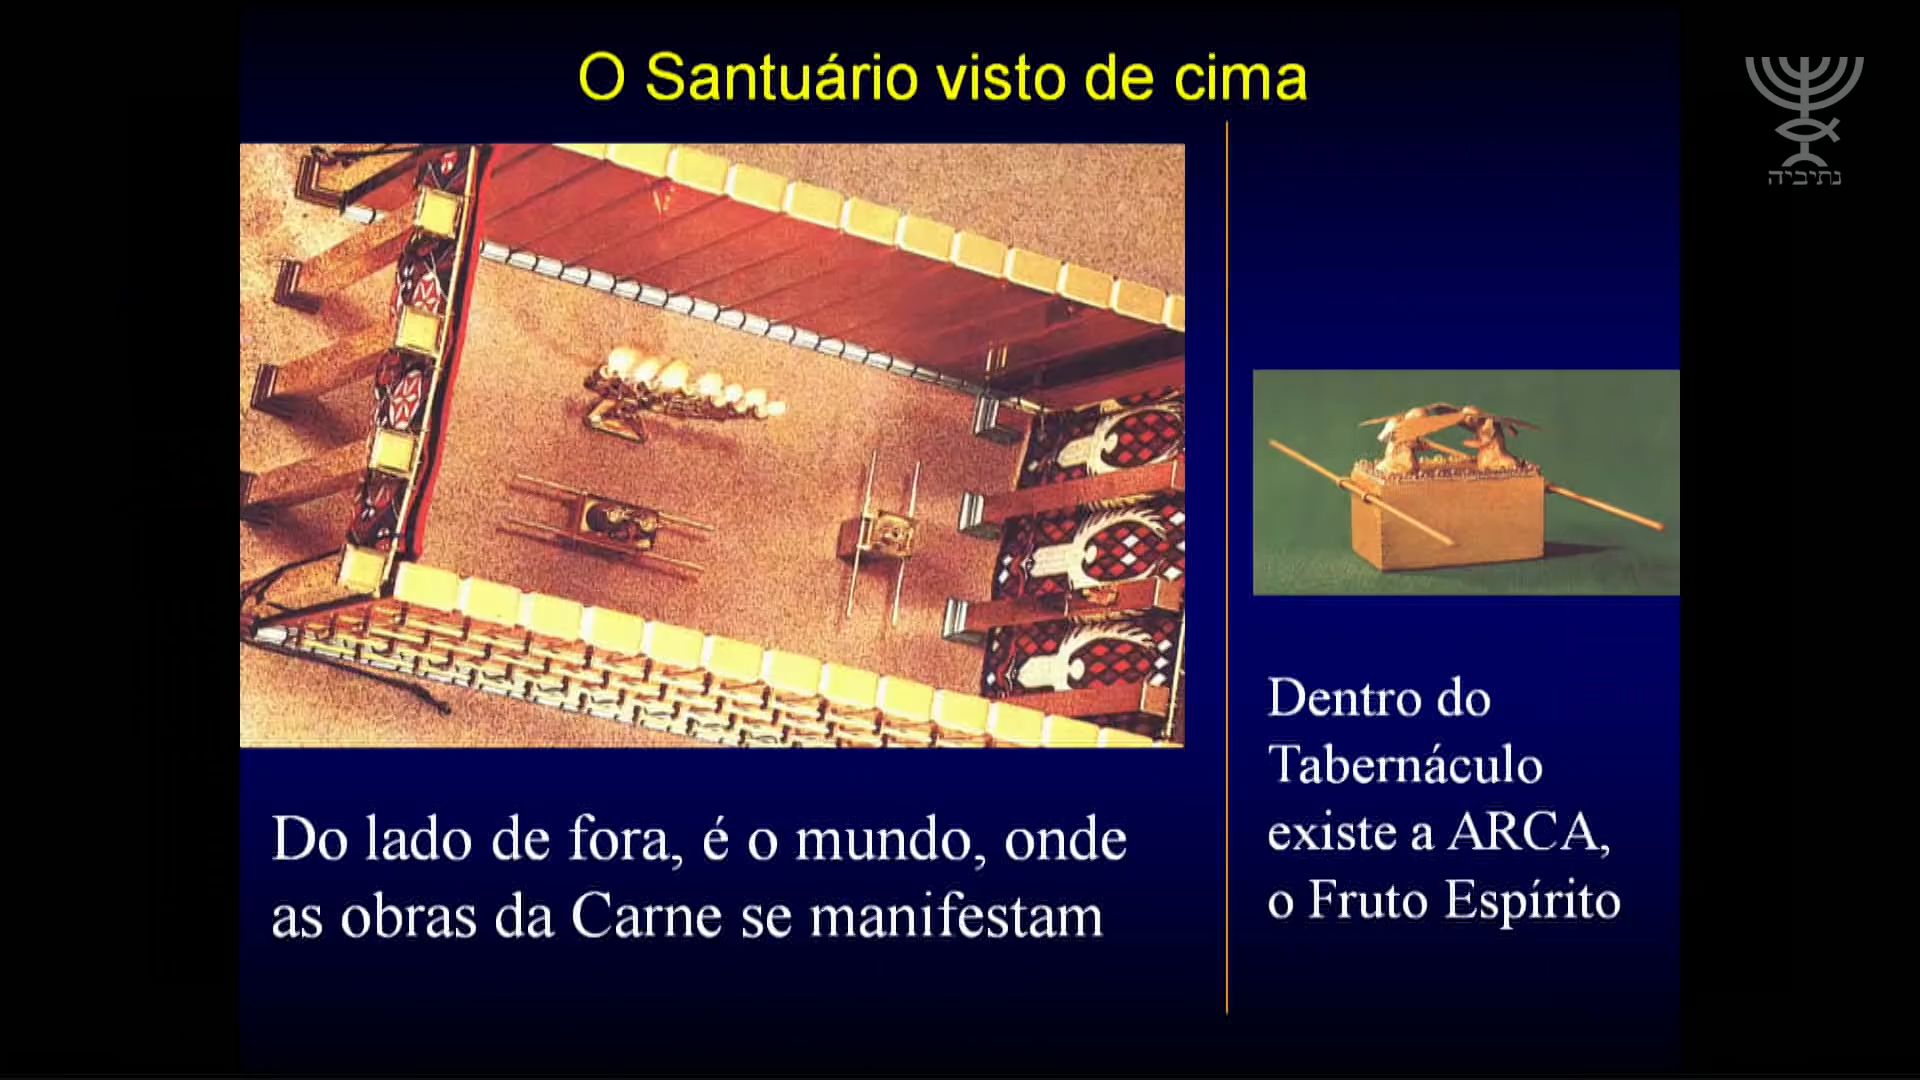 O Santuário visto de cima
נתיביה
Do lado de fora, é o mundo, onde
as obras da Carne se manifestam
Dentro do
Tabernáculo
existe a ARCA,
o Fruto Espírito